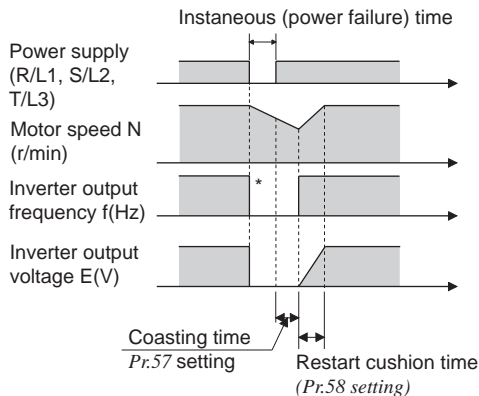 Instaneous (power failure) time
Power supply
(R/L1, S/L2,
T/L3)
Motor speed N
(r/min)
Inverter output
frequency f(Hz)
*
Inverter output
voltage E(V)
Coasting time
Pr.57 setting
Restart cushion time
(Pr.58 setting)